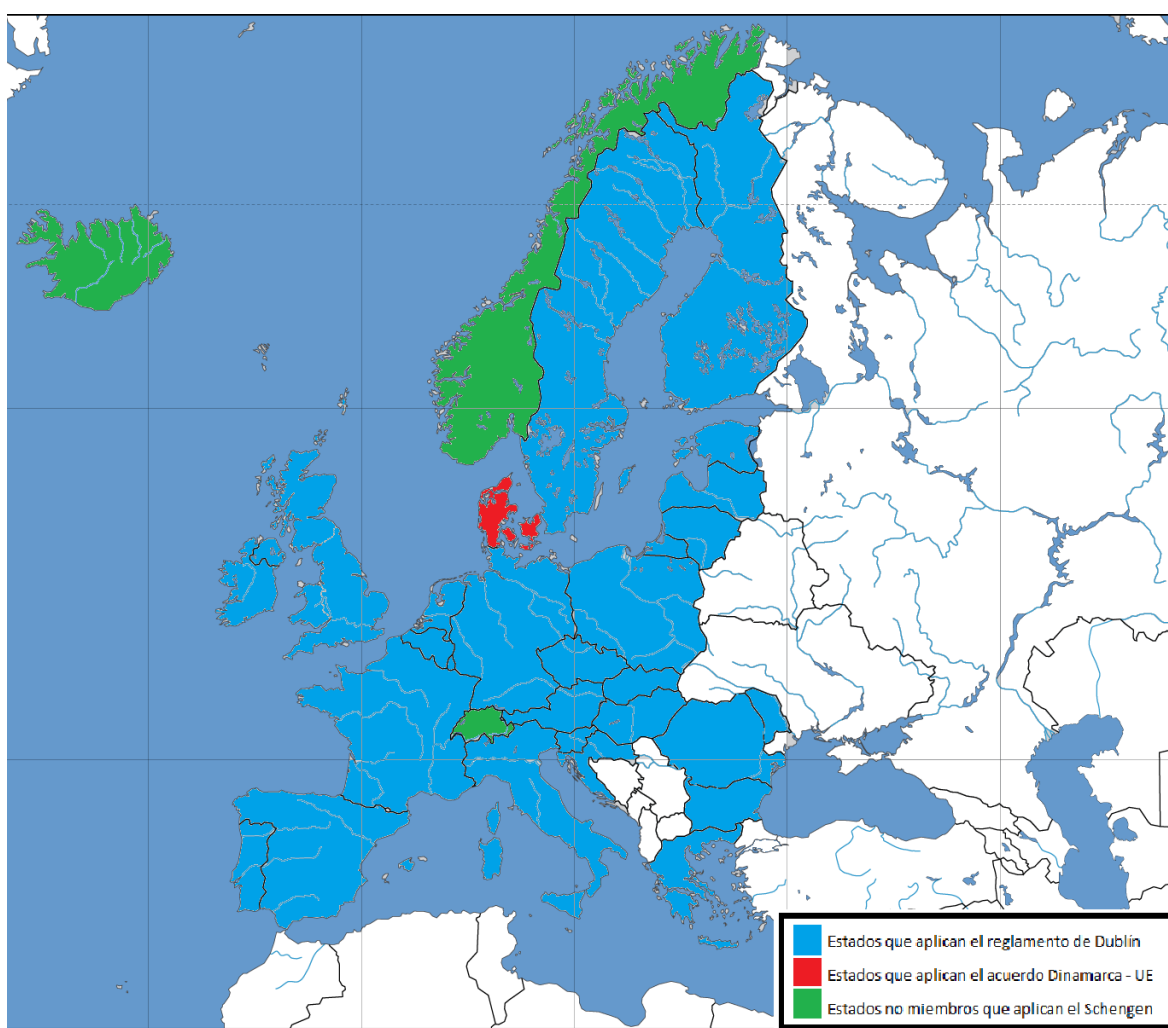 Estados que aplican el reglamento de Dublín
Estados que aplican el acuerdo Dinamarca - UE
Estados no miembros que aplican el Schengen